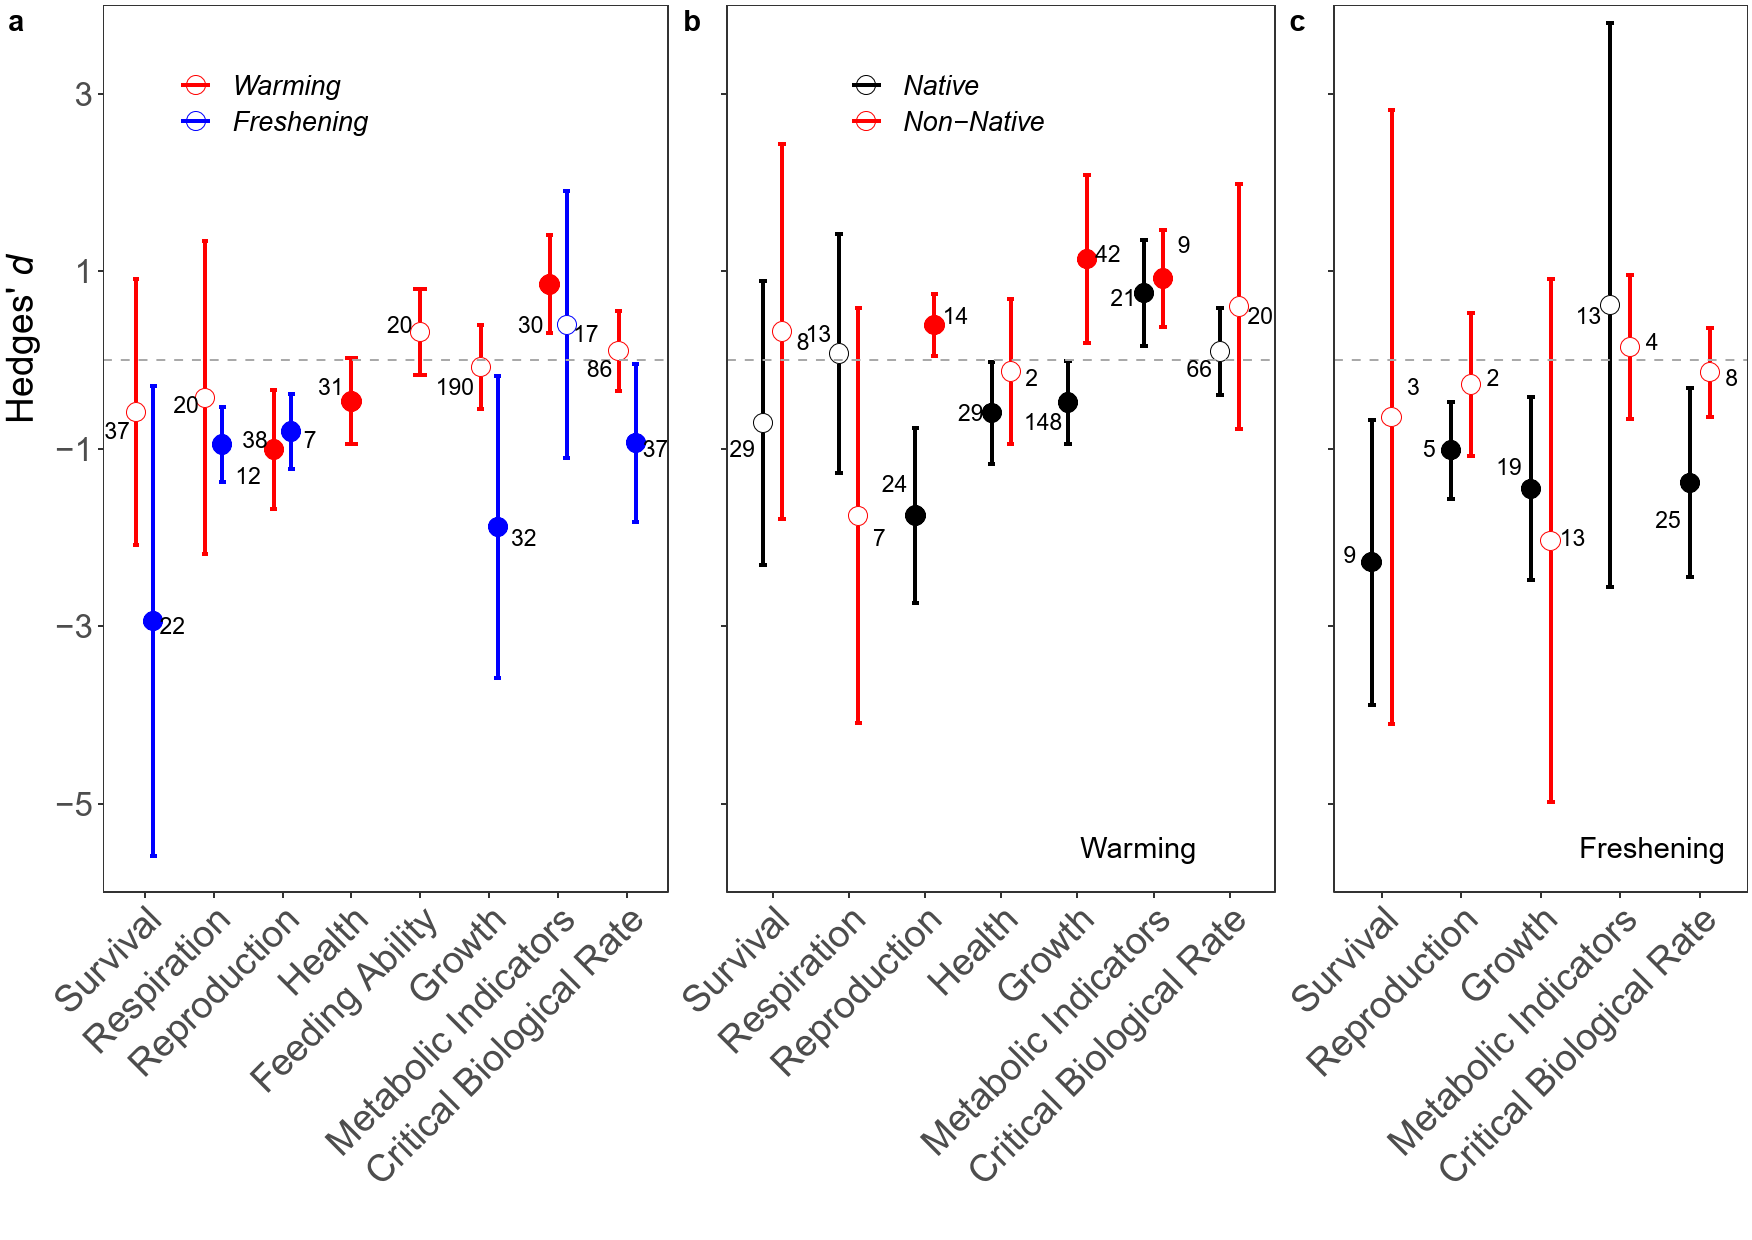 a
b
c
Hedges' d
3
1
−1
−3
−5
Warming
Freshening
37
22
20
12
38
7
31
20
190
32
30
17
86
37
Survival
Respiration
Reproduction
Health
Feeding Ability
Growth
Metabolic Indicators
Critical Biological Rate
Native
Non−Native
29
8
13
7
24
14
29
2
148
42
21
9
66
20
Warming
Survival
Respiration
Reproduction
Health
Growth
Metabolic Indicators
Critical Biological Rate
9
3
5
2
19
13
13
4
25
8
Freshening
Survival
Reproduction
Growth
Metabolic Indicators
Critical Biological Rate